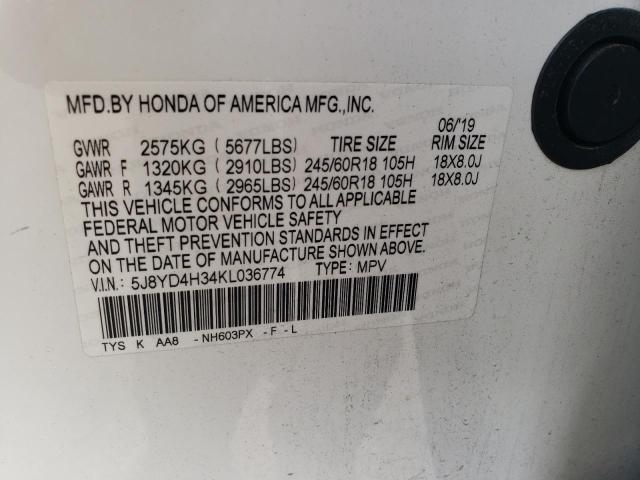 MFD.BY HONDA OF AMERICA MFG.,INC.
06/'19
GVWR 2575KG ( 5677LBS) TIRE SIZE RIM SIZE
GAWR F 1320KG ( 2910LBS) 245/60R18 105H 18X8.0J
GAWR R 1345KG ( 2965LBS) 245/60R18 105H 18X8.0J
THIS VEHICLE CONFORMS TO ALL APPLICABLE
FEDERAL MOTOR VEHICLE SAFETY
AND THEFT PREVENTION STANDARDS IN EFFECT
ON THE DATE OF MANUFACTURE SHOWN ABOVE.
V.I.N.: 5J8YD4H34KL036774 TYPE: MPV
TYS K AA8 - NH603PX - F - L